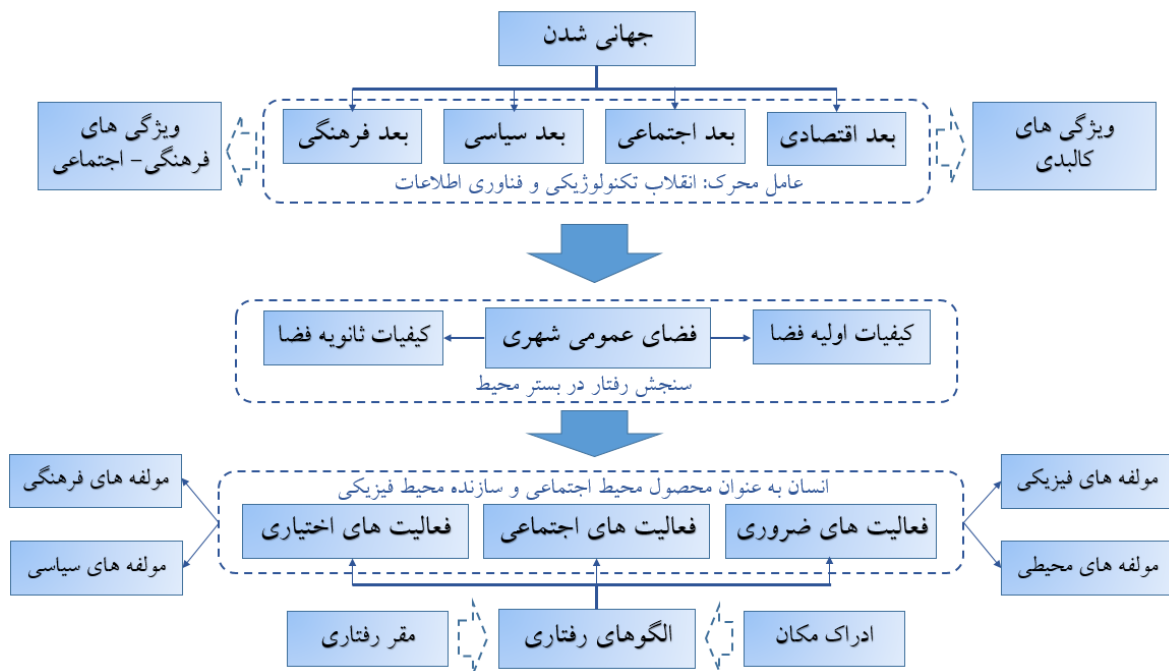 جهانی شدن
ویژگی های
کالبدی
بعد اقتصادی
بعد اجتماعی
بعد سیاسی
بعد فرهنگی
ویژگی های
فرهنگی- اجتماعی
عامل محرک: انقلاب تکنولوژیکی و فناوری اطلاعات
کیفیات اولیه فضا
فضای عمومی شهری
کیفیات ثانویه فضا
سنجش رفتار در بستر محیط
مولفه های فیزیکی
انسان به عنوان محصول محیط اجتماعی و سازنده محیط فیزیکی
مولفه های فرهنگی
فعالیت های ضروری
فعالیت های اجتماعی
فعالیت های اختیاری
مولفه های محیطی
مولفه های سیاسی
ادراک مکان
الگوهای رفتاری
مقر رفتاری